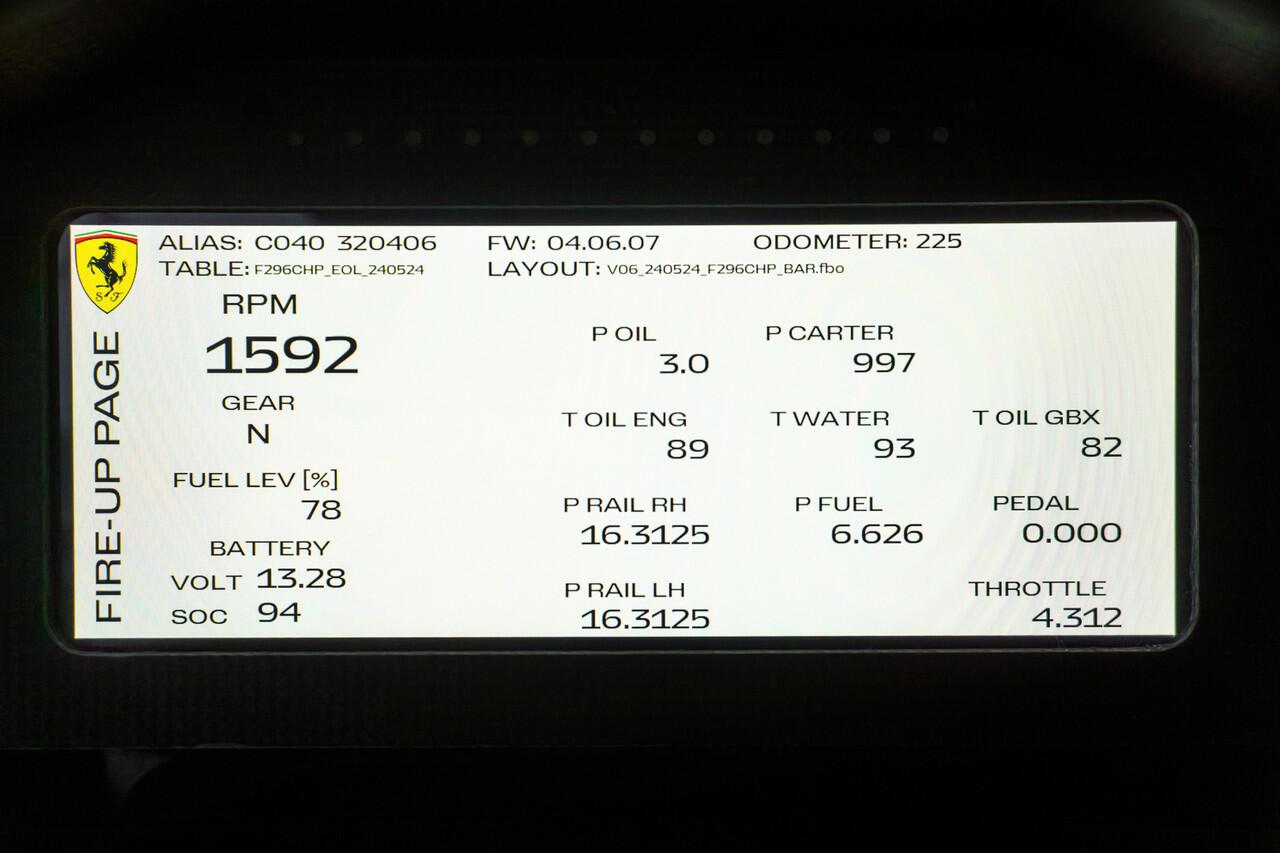 ALIAS: C040 320406 FW: 04.06.07 ODOMETER: 225
TABLE: F296CHP_EOL_240524 LAYOUT: V06_240524_F296CHP_BAR.fbo
S F
FIRE-UP PAGE
RPM
1592
GEAR
N
FUEL LEV [%]
78
BATTERY
VOLT 13.28
SOC 94
P OIL P CARTER
3.0 997
T OIL ENG T WATER T OIL GBX
89 93 82
P RAIL RH P FUEL PEDAL
16.3125 6.626 0.000
P RAIL LH THROTTLE
16.3125 4.312